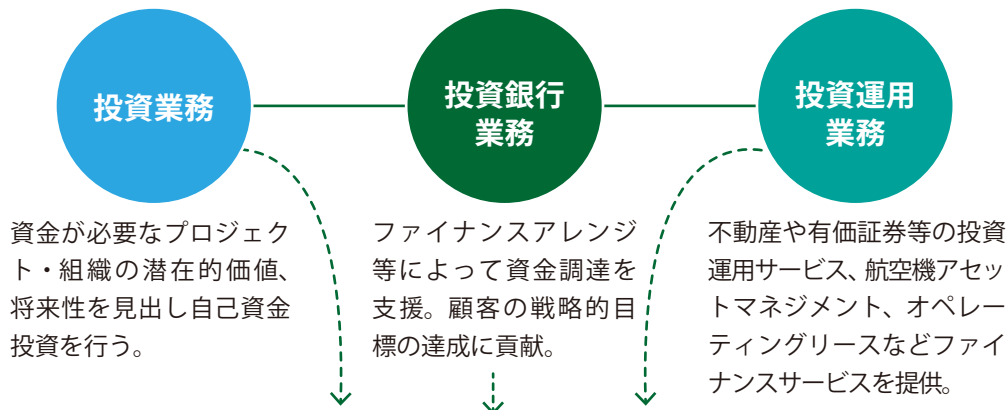 投資業務
投資銀行
業務
投資運用
業務
資金が必要なプロジェク
ト・組織の潜在的価値、
将来性を見出し自己資金
投資を行う。
ファイナンスアレンジ
等によって資金調達を
支援。顧客の戦略的目
標の達成に貢献。
不動産や有価証券等の投資
運用サービス、航空機アセッ
トマネジメント、オペレー
ティングリースなどファイ
ナンスサービスを提供。